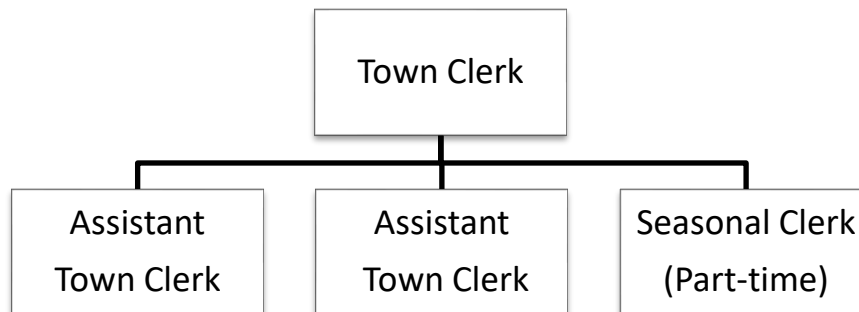 Town Clerk
Assistant
Town Clerk
Assistant
Town Clerk
Seasonal Clerk
(Part-time)